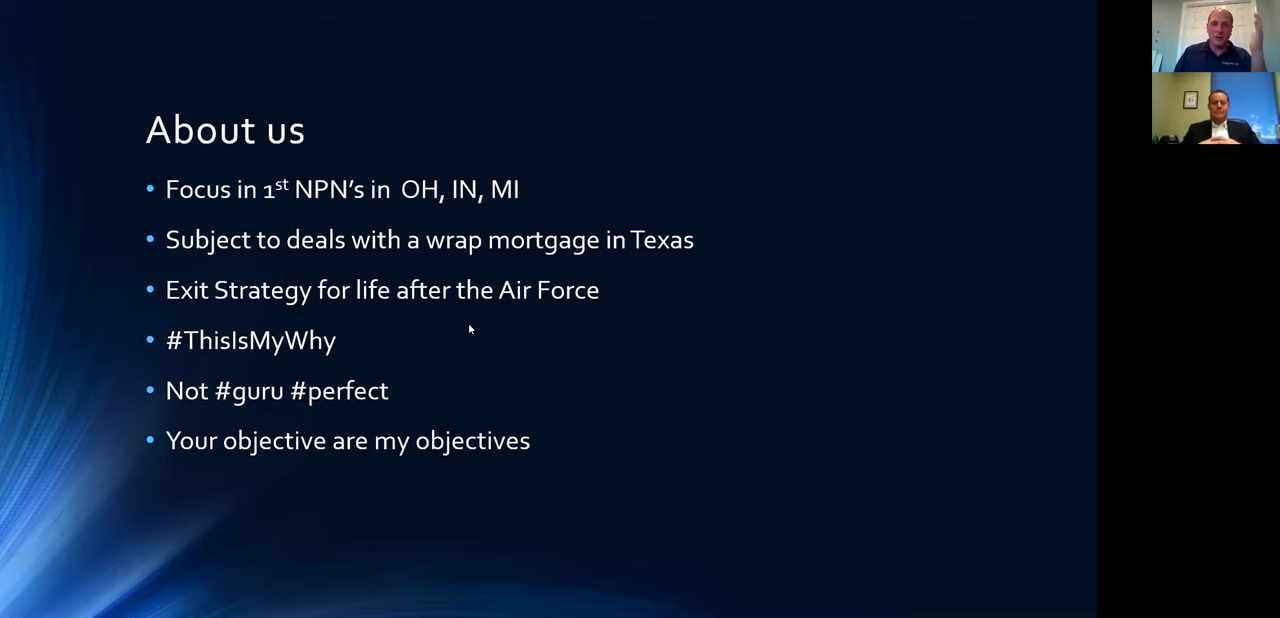 About us
• Focus in 1st NPN's in OH, IN, MI
• Subject to deals with a wrap mortgage in Texas
• Exit Strategy for life after the Air Force
• #ThisIsMyWhy
• Not #guru #perfect
• Your objective are my objectives